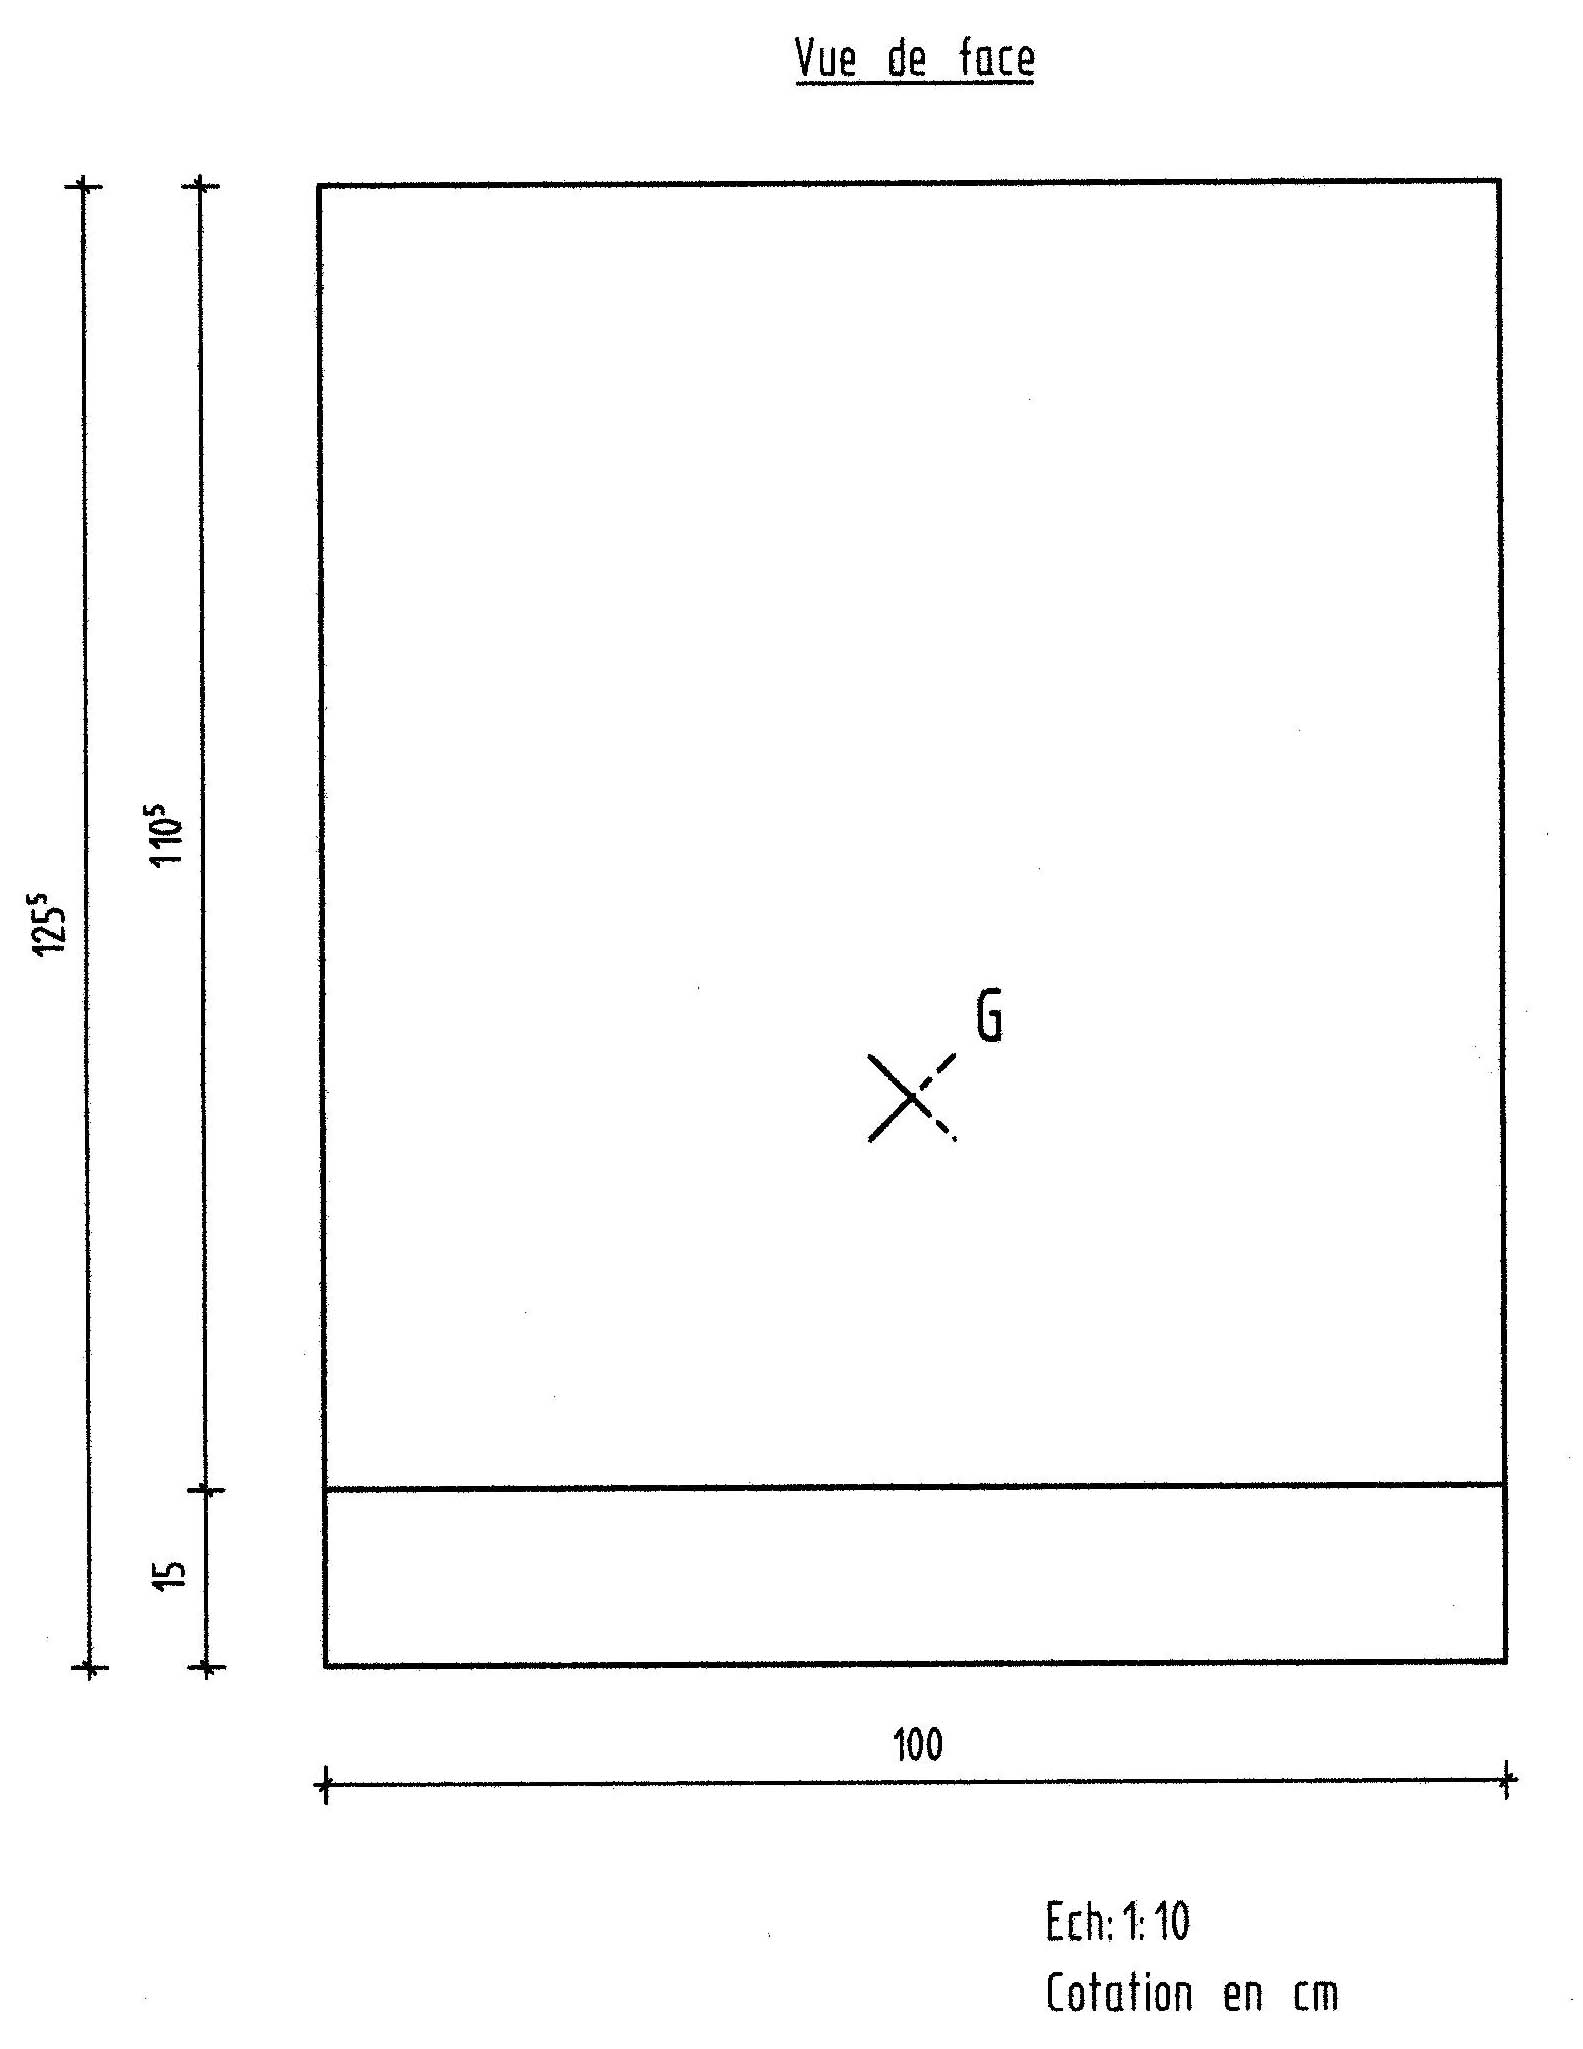 Vue de face
125⁵
110⁵
G
15
100
Ech: 1: 10
Cotation en cm